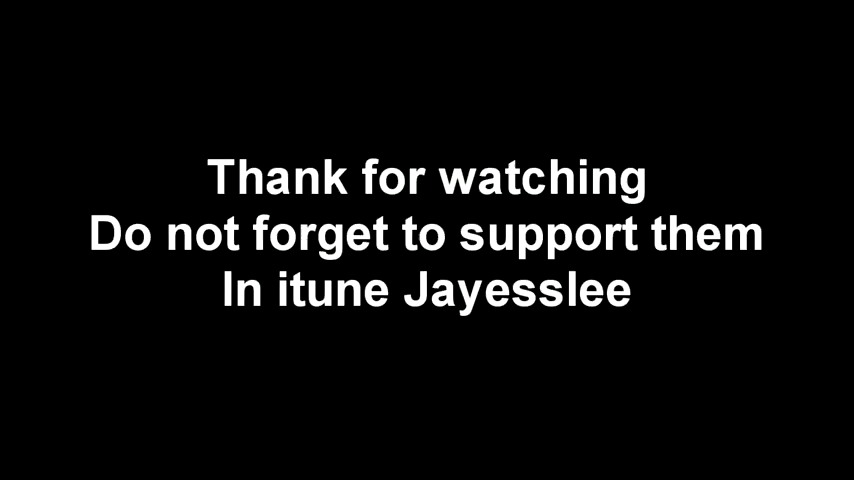 Thank for watching
Do not forget to support them
In itune Jayesslee